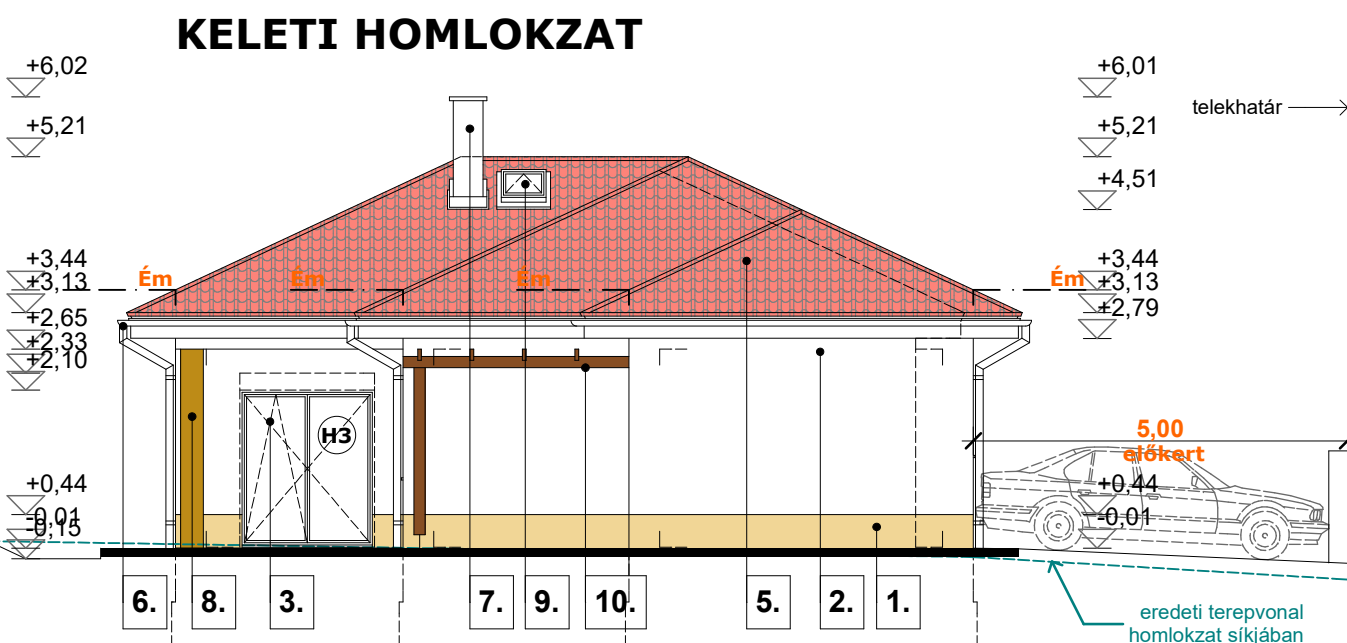 KELETI HOMLOKZAT
+6,02
+6,01
telekhatár
+5,21
+5,21
+4,51
+3,44
+3,44
Ém
Ém
Ém
Ém
+3,13
+3,13
+2,65
+2,79
+2,33
+2,10
H3
5,00
előkert
+0,44
+0,44
-0,01
-0,01
-0,15
6.
8.
3.
7.
9.
10.
5.
2.
1.
eredeti terepvonal
homlokzat síkjában